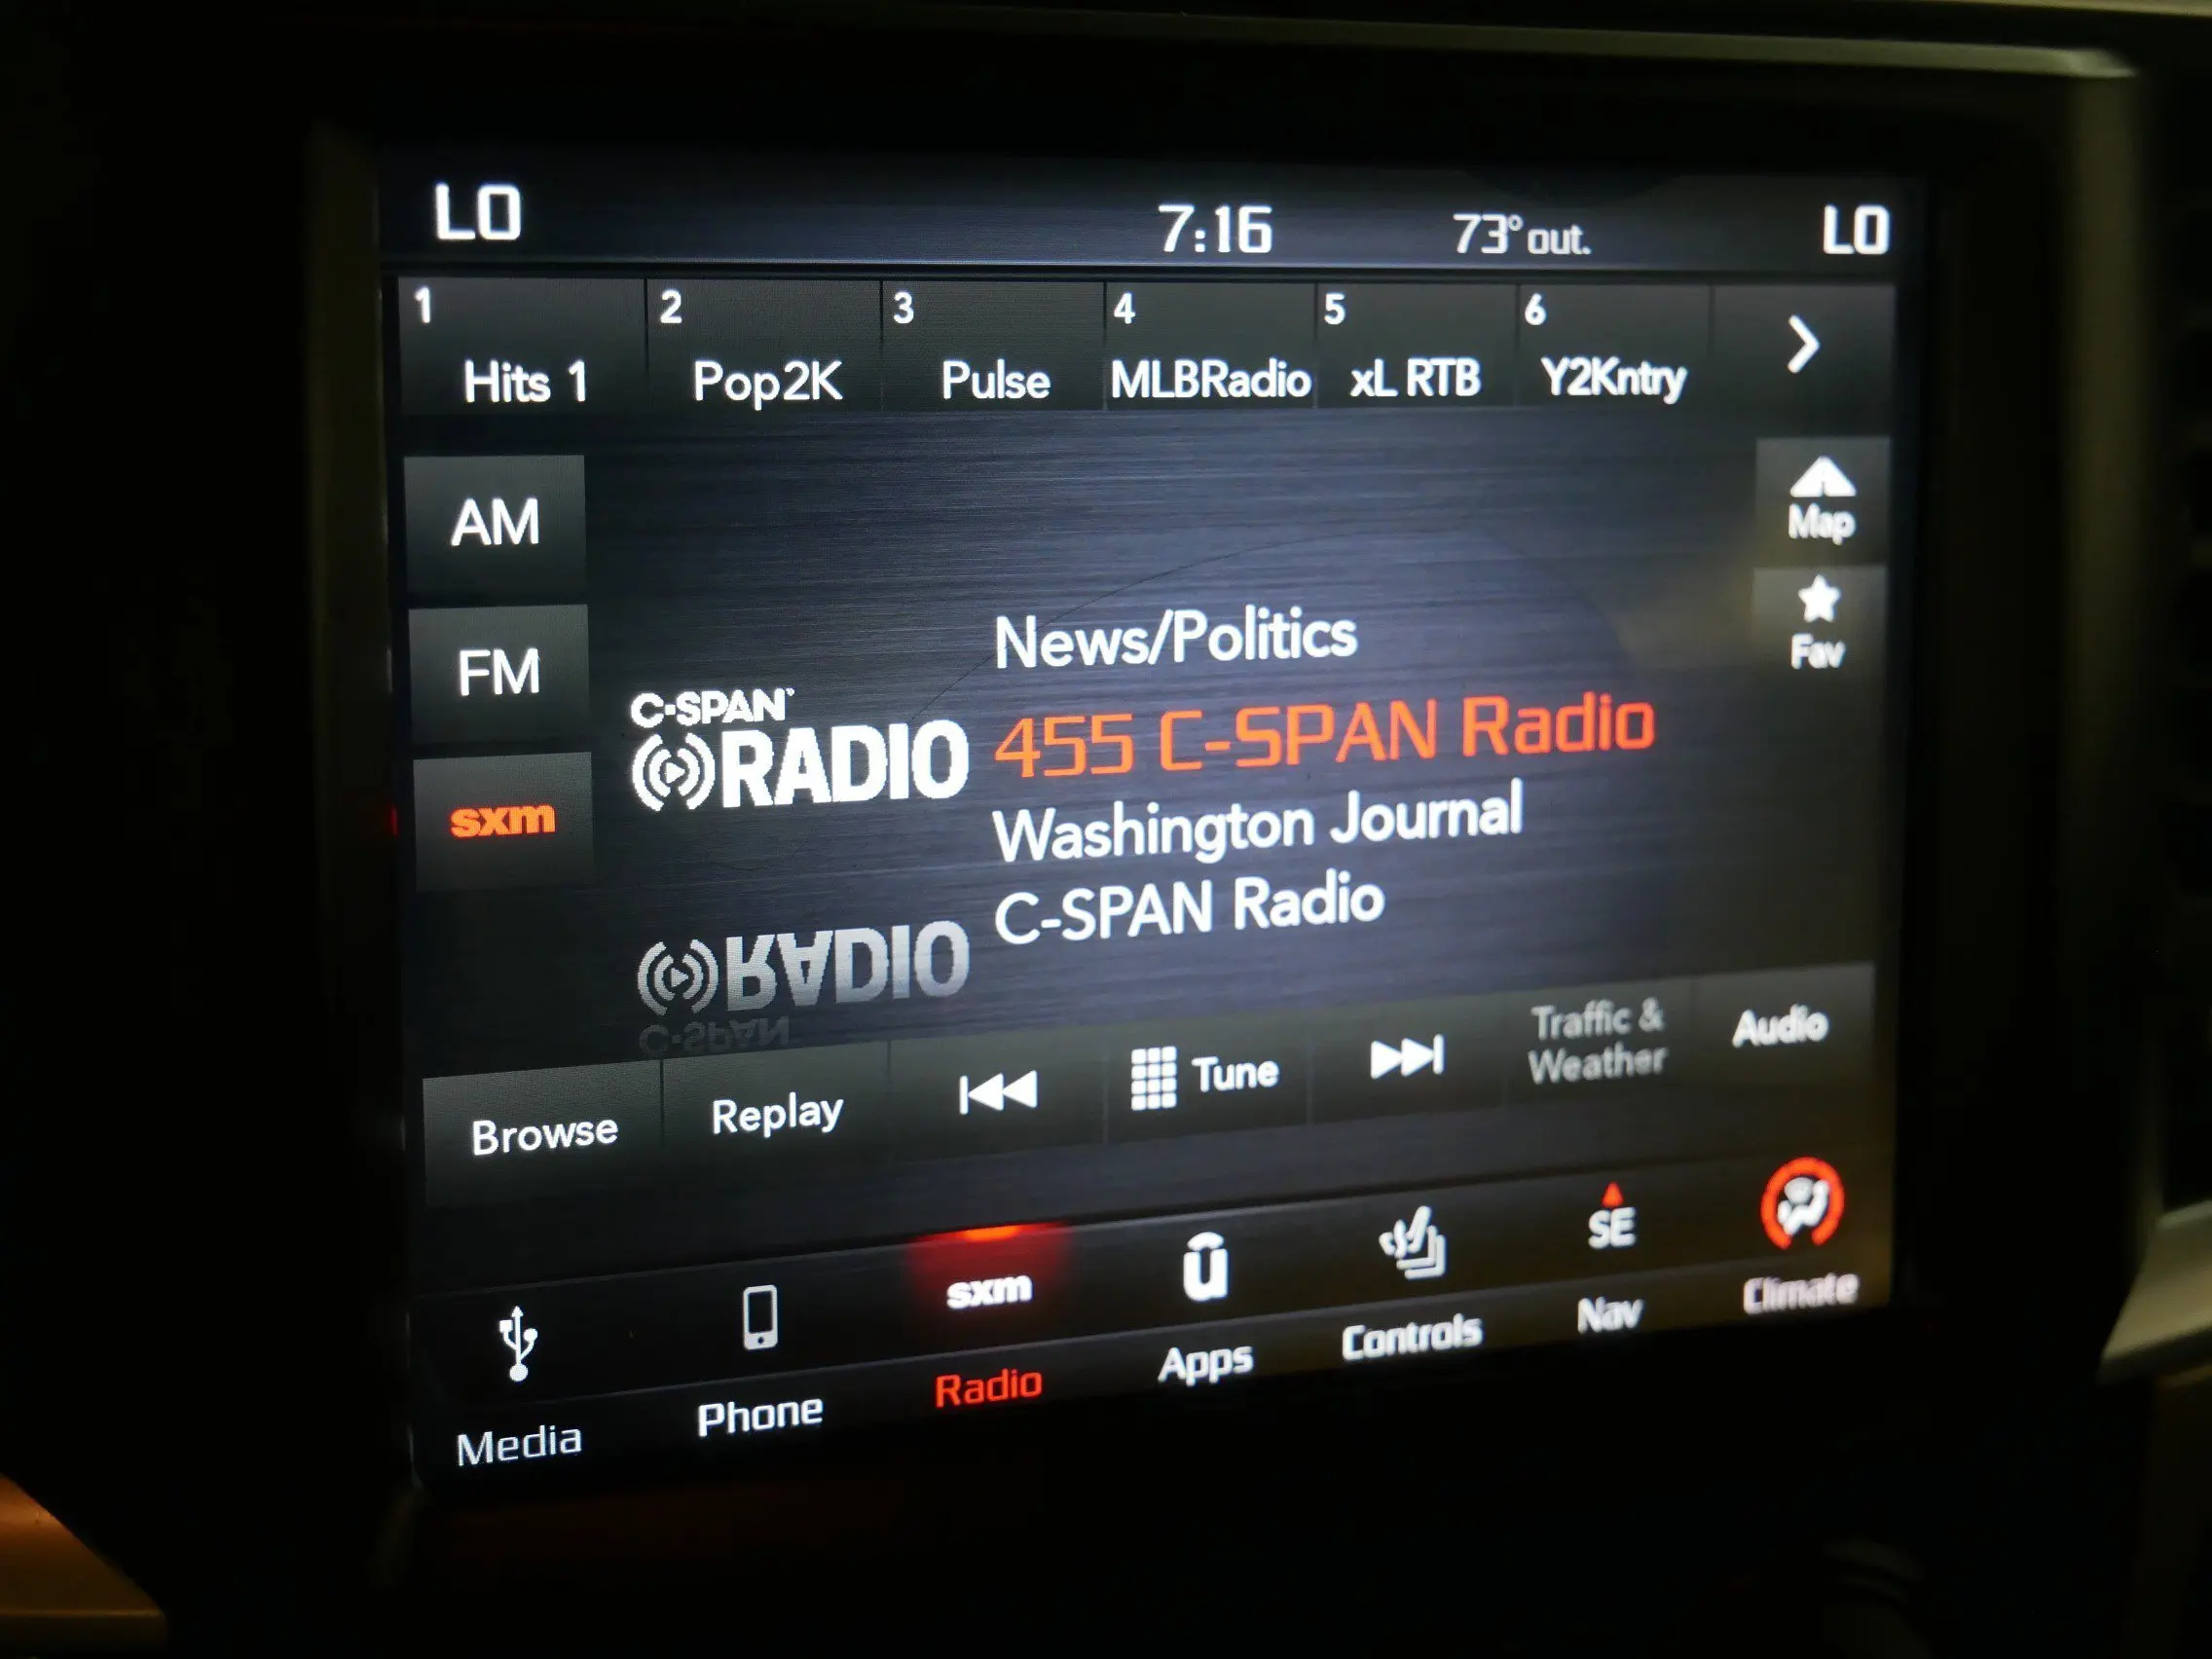 LO 7:16 73° out. LO
1 2 3 4 5 6
Hits 1 Pop2K Pulse MLBRadio xL RTB Y2Kntry
AM
FM
sxm
Map
Fav
C-SPAN
RADIO
News/Politics
455 C-SPAN Radio
Washington Journal
C-SPAN Radio
RADIO
C-SPAN
Browse Replay Tune Traffic &
Weather Audio
sxm u SE
Media Phone Radio Apps Controls Nav Climate